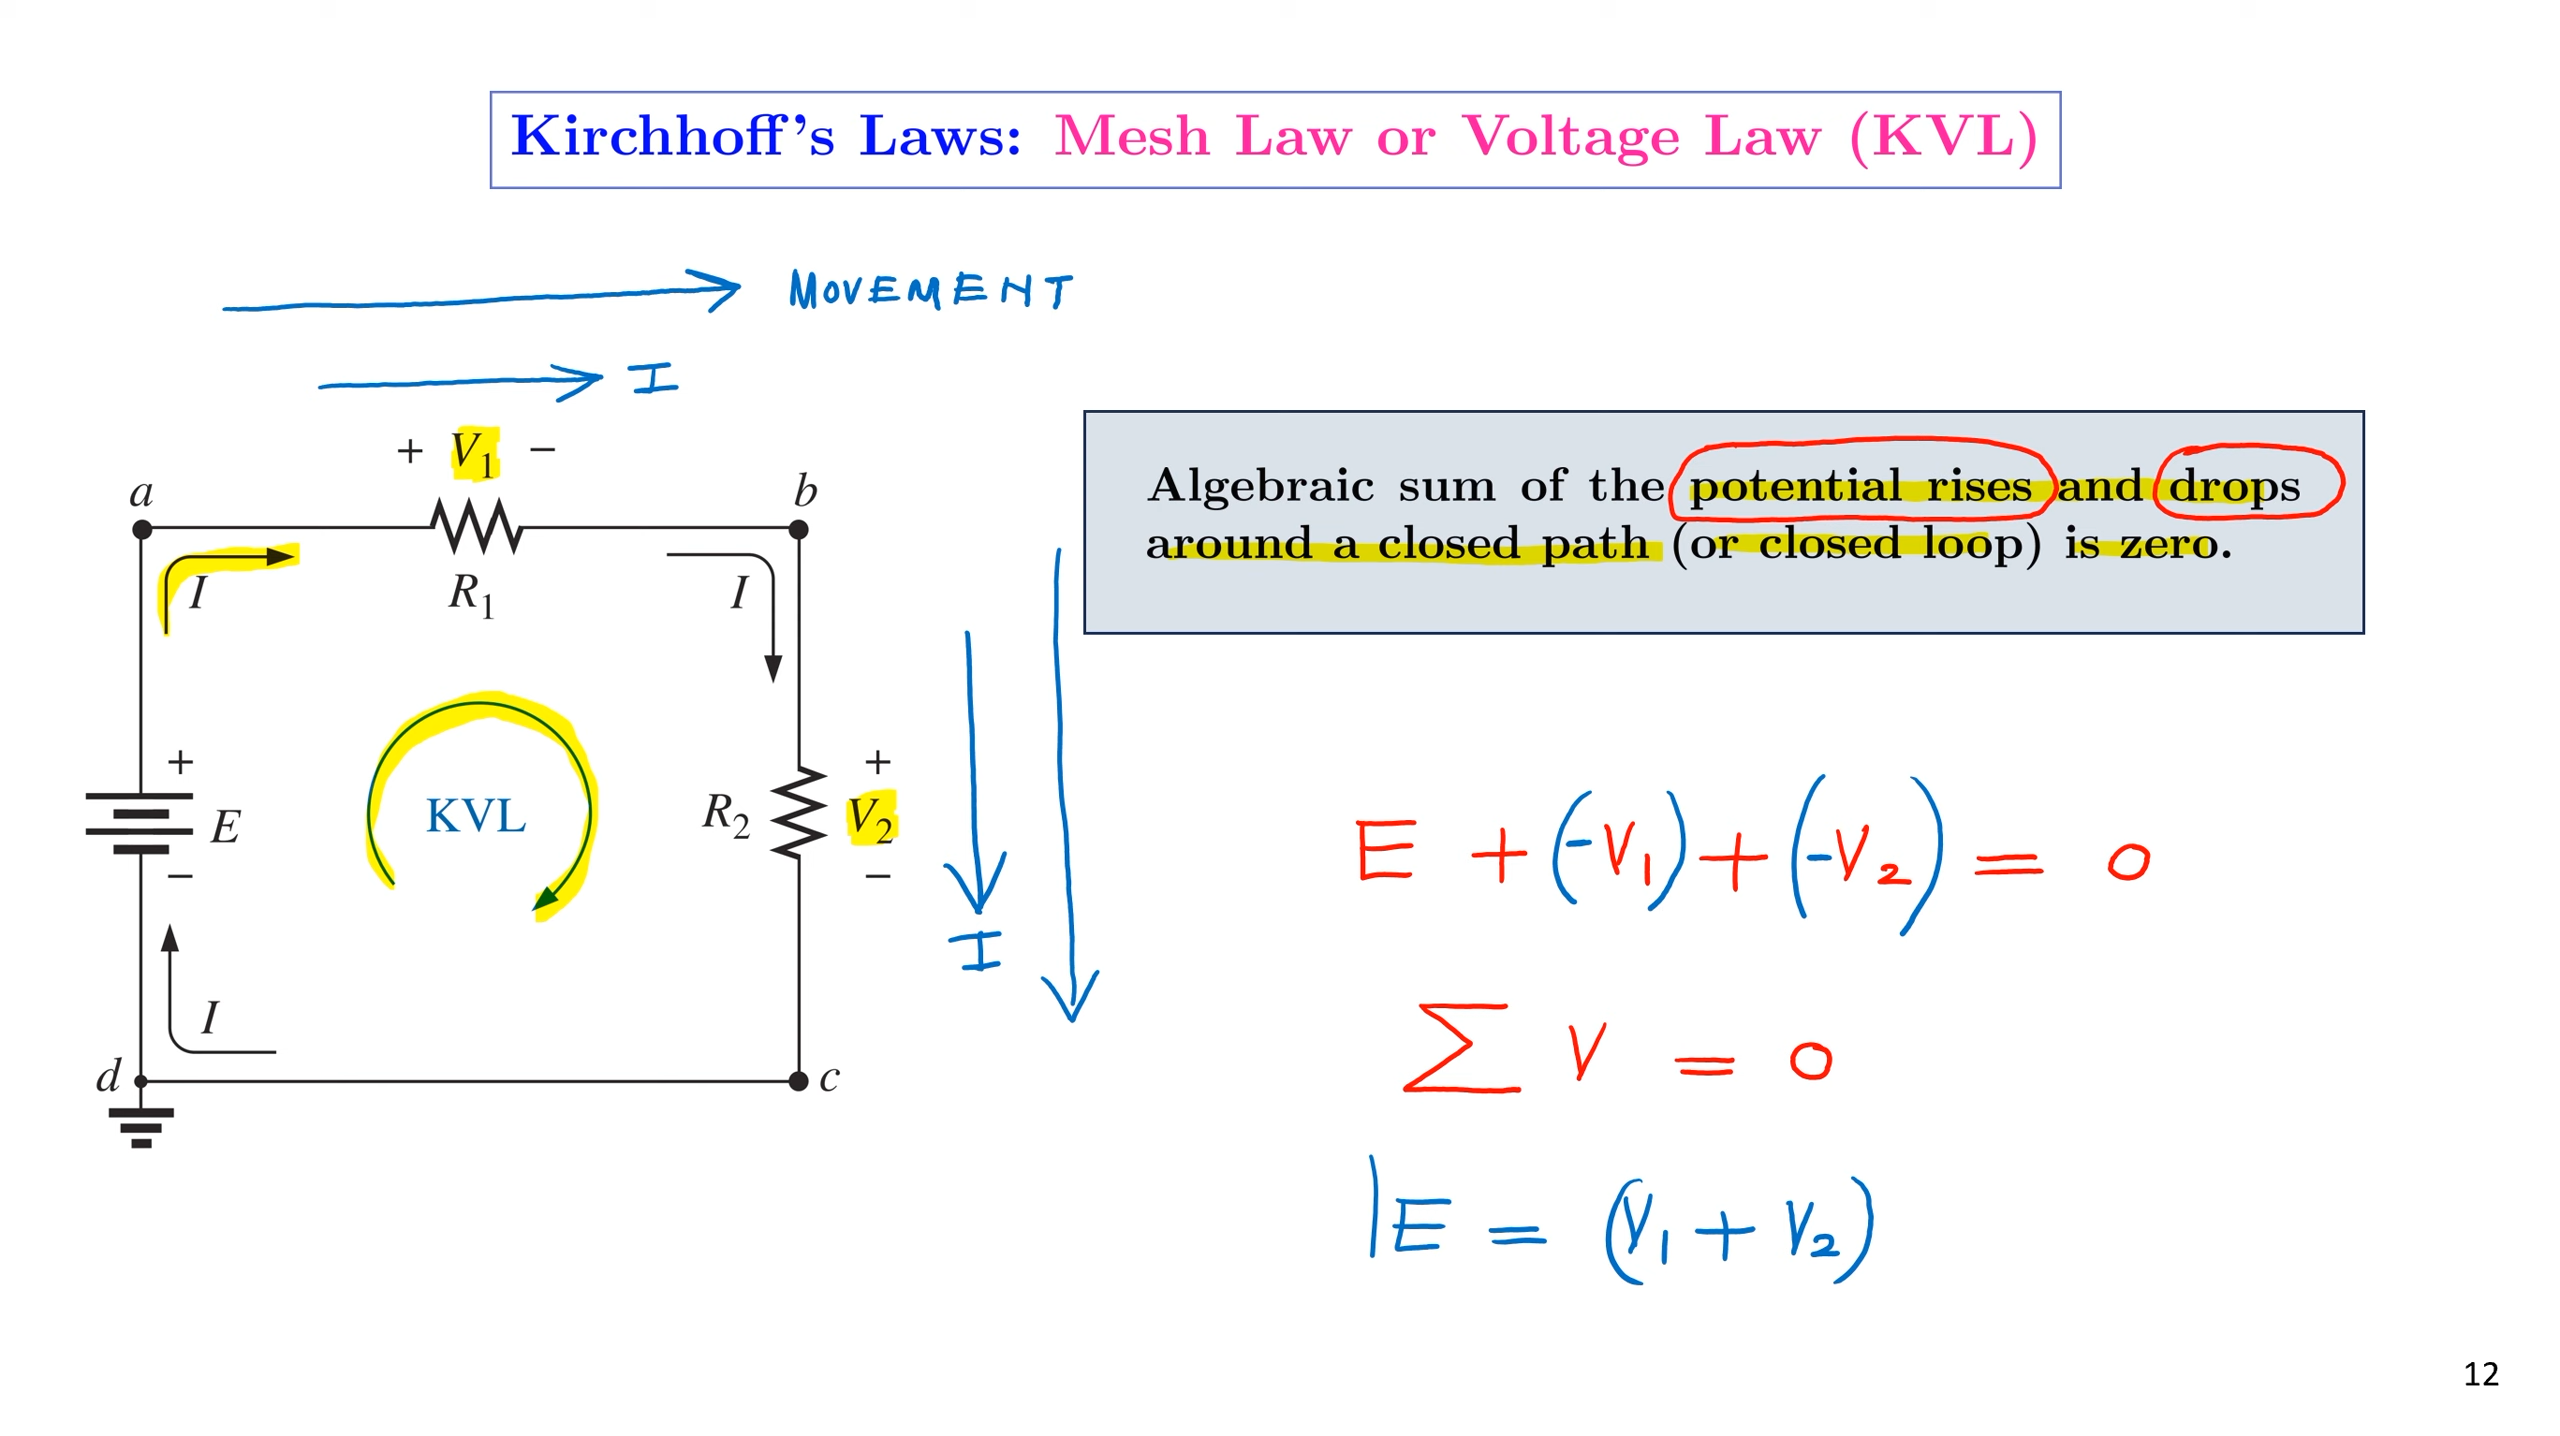 Kirchhoff's Laws: Mesh Law or Voltage Law (KVL)
MOVEMENT
I
+ V₁ −
a
b
I
R₁
I
Algebraic sum of the potential rises and drops
around a closed path (or closed loop) is zero.
+
E
−
KVL
R₂
+
V₂
−
I
I
d
c
E + (-V₁) + (-V₂) = 0
∑ V = 0
|E = (V₁ + V₂)
12